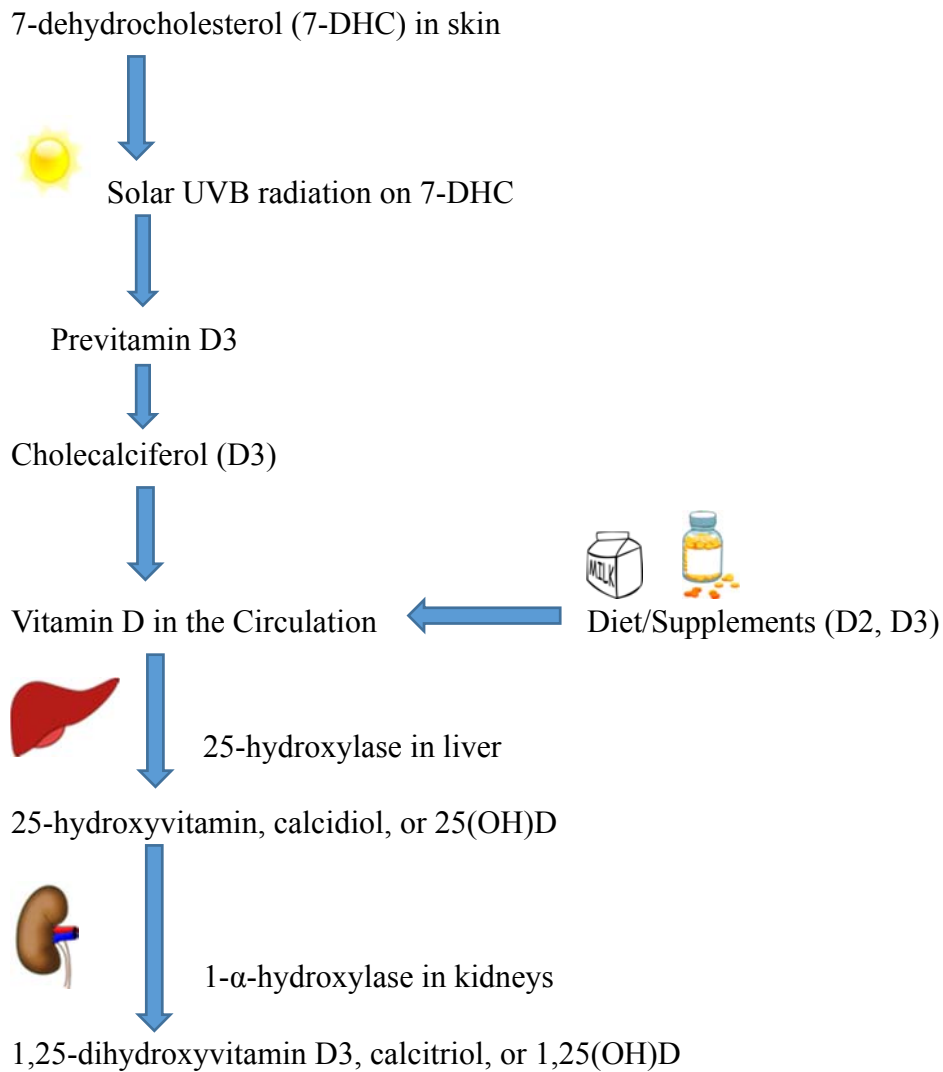 7-dehydrocholesterol (7-DHC) in skin
Solar UVB radiation on 7-DHC
Previtamin D3
Cholecalciferol (D3)
MILK
Vitamin D in the Circulation
Diet/Supplements (D2, D3)
25-hydroxylase in liver
25-hydroxyvitamin, calcidiol, or 25(OH)D
1-α-hydroxylase in kidneys
1,25-dihydroxyvitamin D3, calcitriol, or 1,25(OH)D